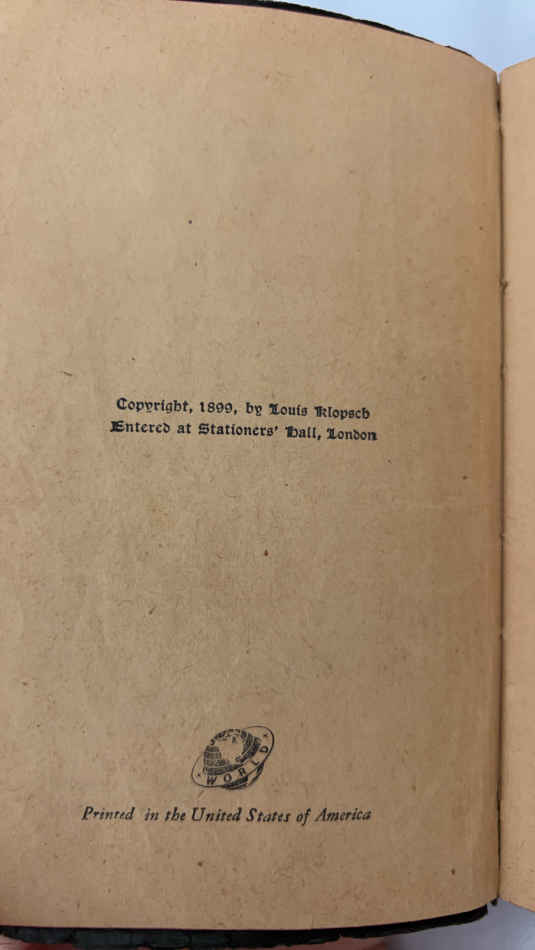 Copyright, 1899, by Louis Klopsch
Entered at Stationers' Hall, London
WORLD
Printed in the United States of America